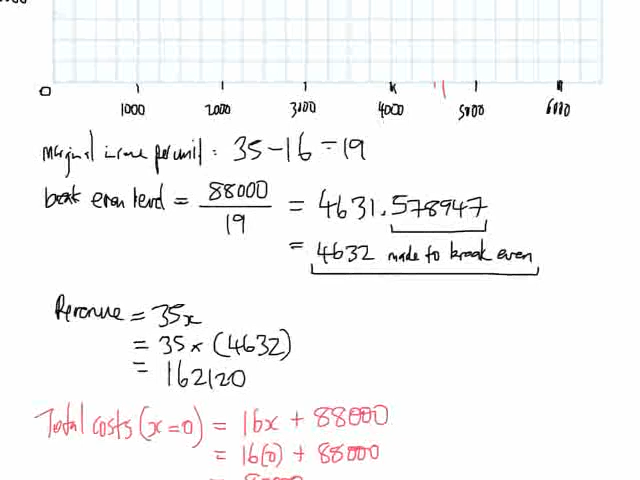 0 1000 2000 3000 4000 5000 6000
marginal income per unit: 35 - 16 = 19
break even level = 88000 / 19 = 4631.578947
= 4632 made to break even
Revenue = 35x
= 35 x (4632)
= 162120
Total costs (x=0) = 16x + 88000
= 16(0) + 88000